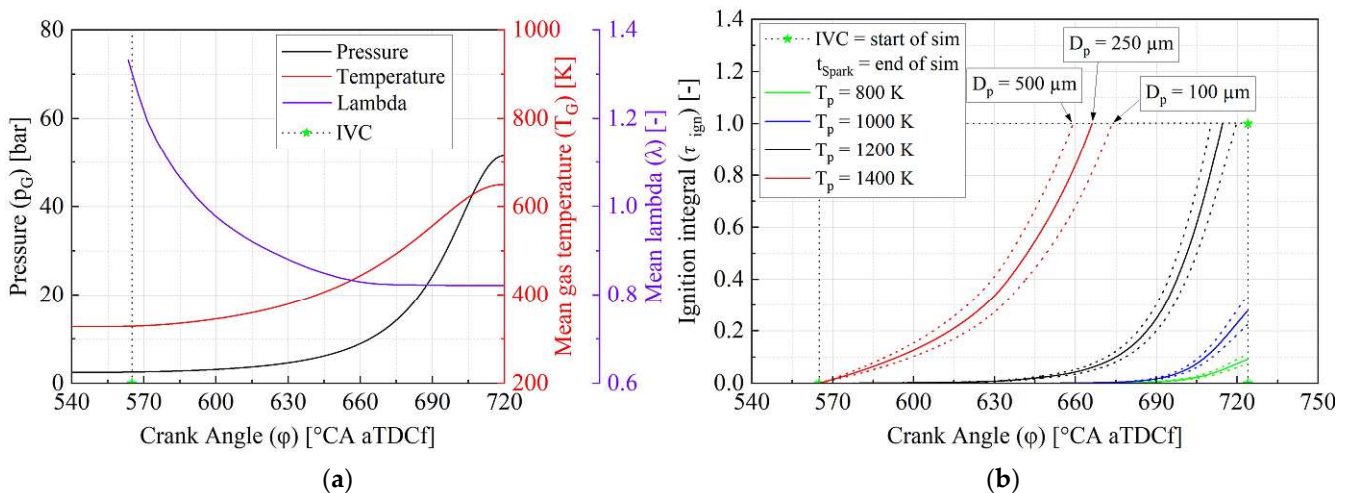 Pressure (p_G) [bar]
80
60
40
20
0
Pressure
Temperature
Lambda
IVC
1000
800
600
400
200
Mean gas temperature (T_G) [K]
1.4
1.2
1.0
0.8
0.6
Mean lambda (λ) [-]
540 570 600 630 660 690 720
Crank Angle (φ) [°CA aTDCf]
(a)
Ignition integral (τ_ign) [-]
1.4
1.2
1.0
0.8
0.6
0.4
0.2
0.0
IVC = start of sim
t_Spark = end of sim
T_p = 800 K
T_p = 1000 K
T_p = 1200 K
T_p = 1400 K
D_p = 250 µm
D_p = 500 µm
D_p = 100 µm
540 570 600 630 660 690 720 750
Crank Angle (φ) [°CA aTDCf]
(b)